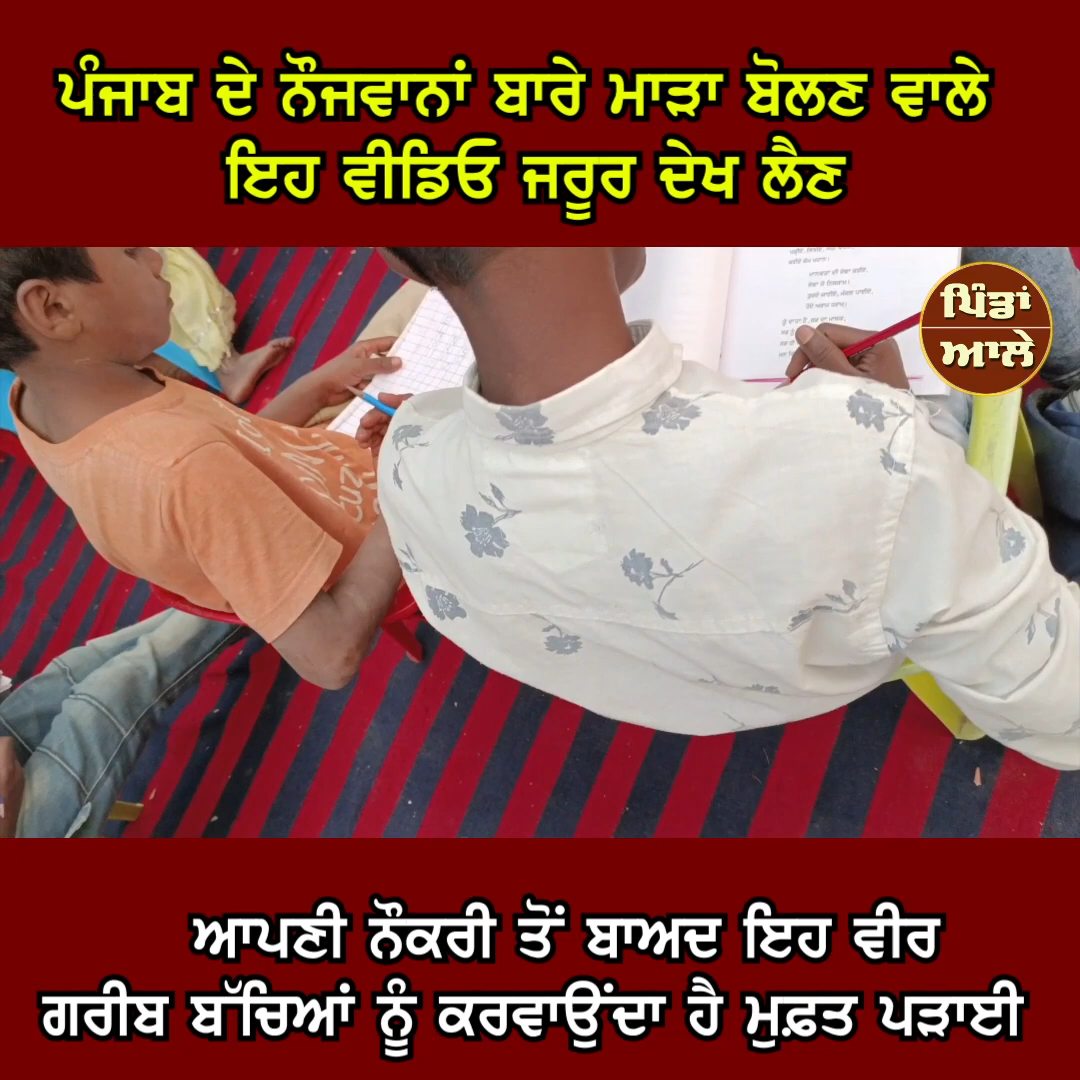 ਪੰਜਾਬ ਦੇ ਨੌਜਵਾਨਾਂ ਬਾਰੇ ਮਾੜਾ ਬੋਲਣ ਵਾਲੇ
ਇਹ ਵੀਡਿਓ ਜਰੂਰ ਦੇਖ ਲੈਣ
ਪਿੰਡਾਂ
ਆਲੇ
ਆਪਣੀ ਨੌਕਰੀ ਤੋਂ ਬਾਅਦ ਇਹ ਵੀਰ
ਗਰੀਬ ਬੱਚਿਆਂ ਨੂੰ ਕਰਵਾਉਂਦਾ ਹੈ ਮੁਫ਼ਤ ਪੜਾਈ